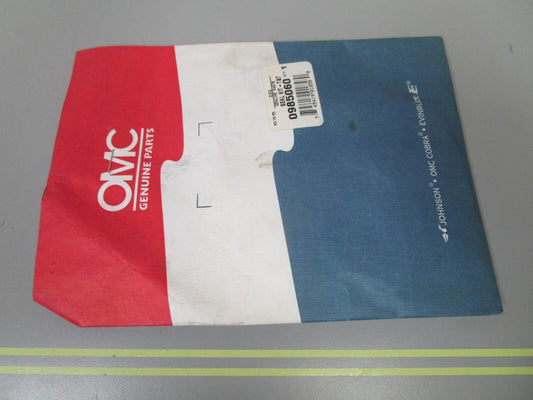 OMC
GENUINE PARTS
0985060
JOHNSON® • OMC COBRA® • EVINRUDE®